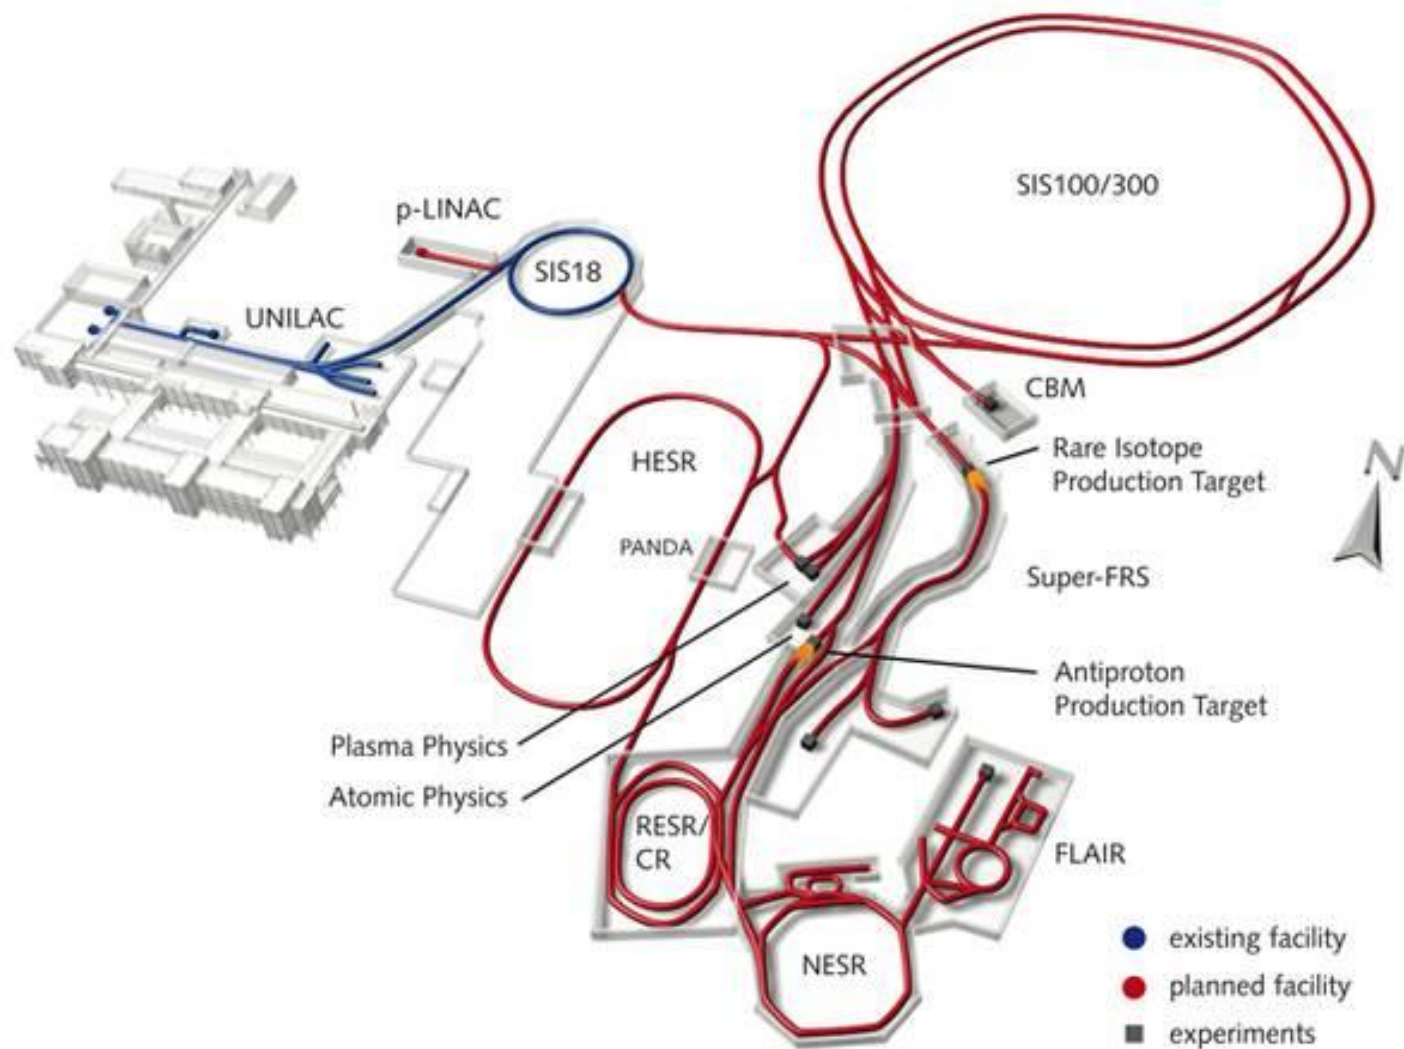 SIS100/300
p-LINAC
SIS18
UNILAC
CBM
HESR
Rare Isotope
Production Target
N
PANDA
Super-FRS
Antiproton
Production Target
Plasma Physics
Atomic Physics
RESR/
CR
FLAIR
NESR
existing facility
planned facility
experiments